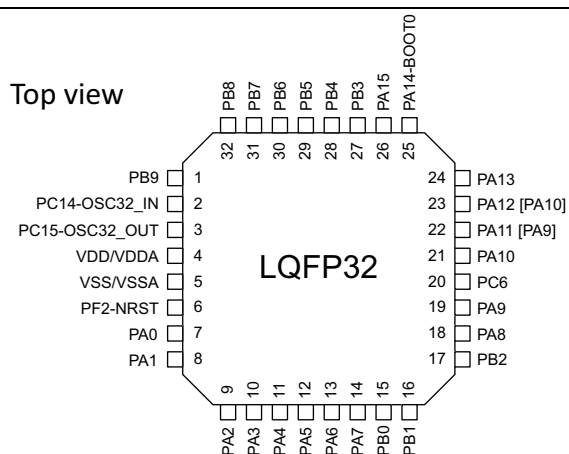 Top view
PB8
PB7
PB6
PB5
PB4
PB3
PA15
PA14-BOOT0
32
31
30
29
28
27
26
25
PB9 1
PC14-OSC32_IN 2
PC15-OSC32_OUT 3
VDD/VDDA 4
VSS/VSSA 5
PF2-NRST 6
PA0 7
PA1 8
LQFP32
24 PA13
23 PA12 [PA10]
22 PA11 [PA9]
21 PA10
20 PC6
19 PA9
18 PA8
17 PB2
9
10
11
12
13
14
15
16
PA2
PA3
PA4
PA5
PA6
PA7
PB0
PB1